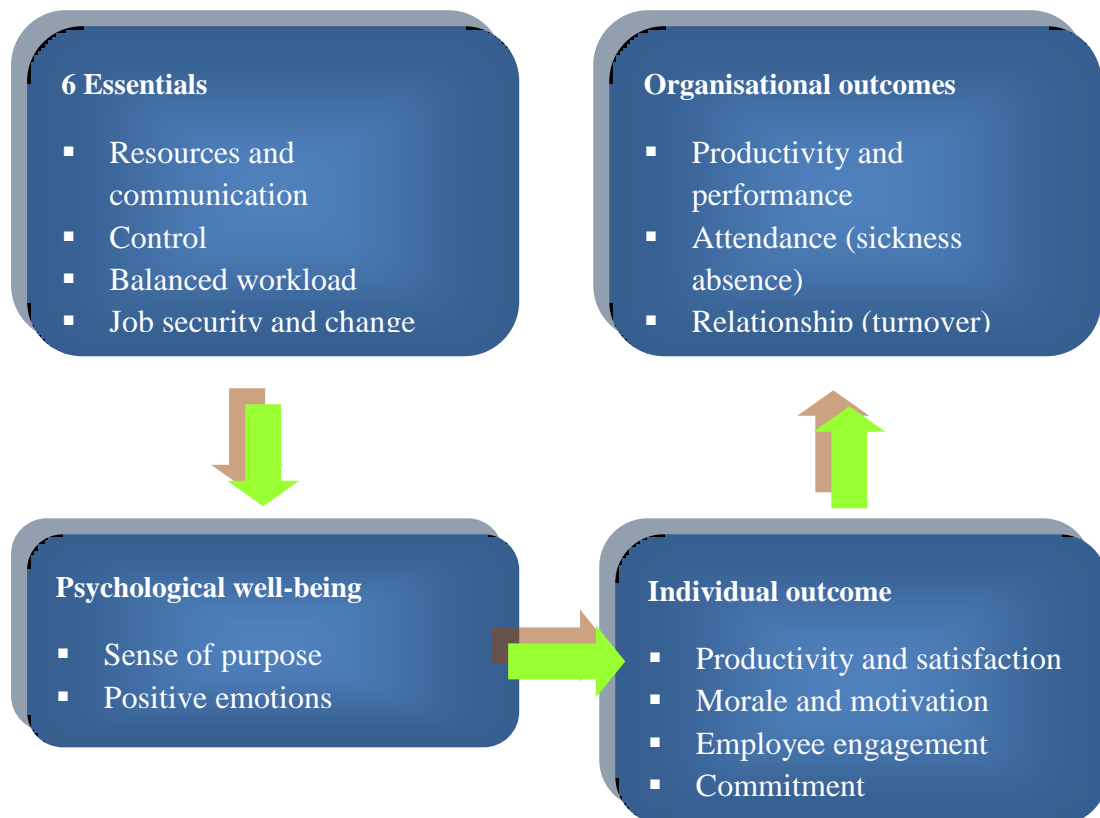 6 Essentials
▪ Resources and
communication
▪ Control
▪ Balanced workload
▪ Job security and change
Organisational outcomes
▪ Productivity and
performance
▪ Attendance (sickness
absence)
▪ Relationship (turnover)
Psychological well-being
▪ Sense of purpose
▪ Positive emotions
Individual outcome
▪ Productivity and satisfaction
▪ Morale and motivation
▪ Employee engagement
▪ Commitment